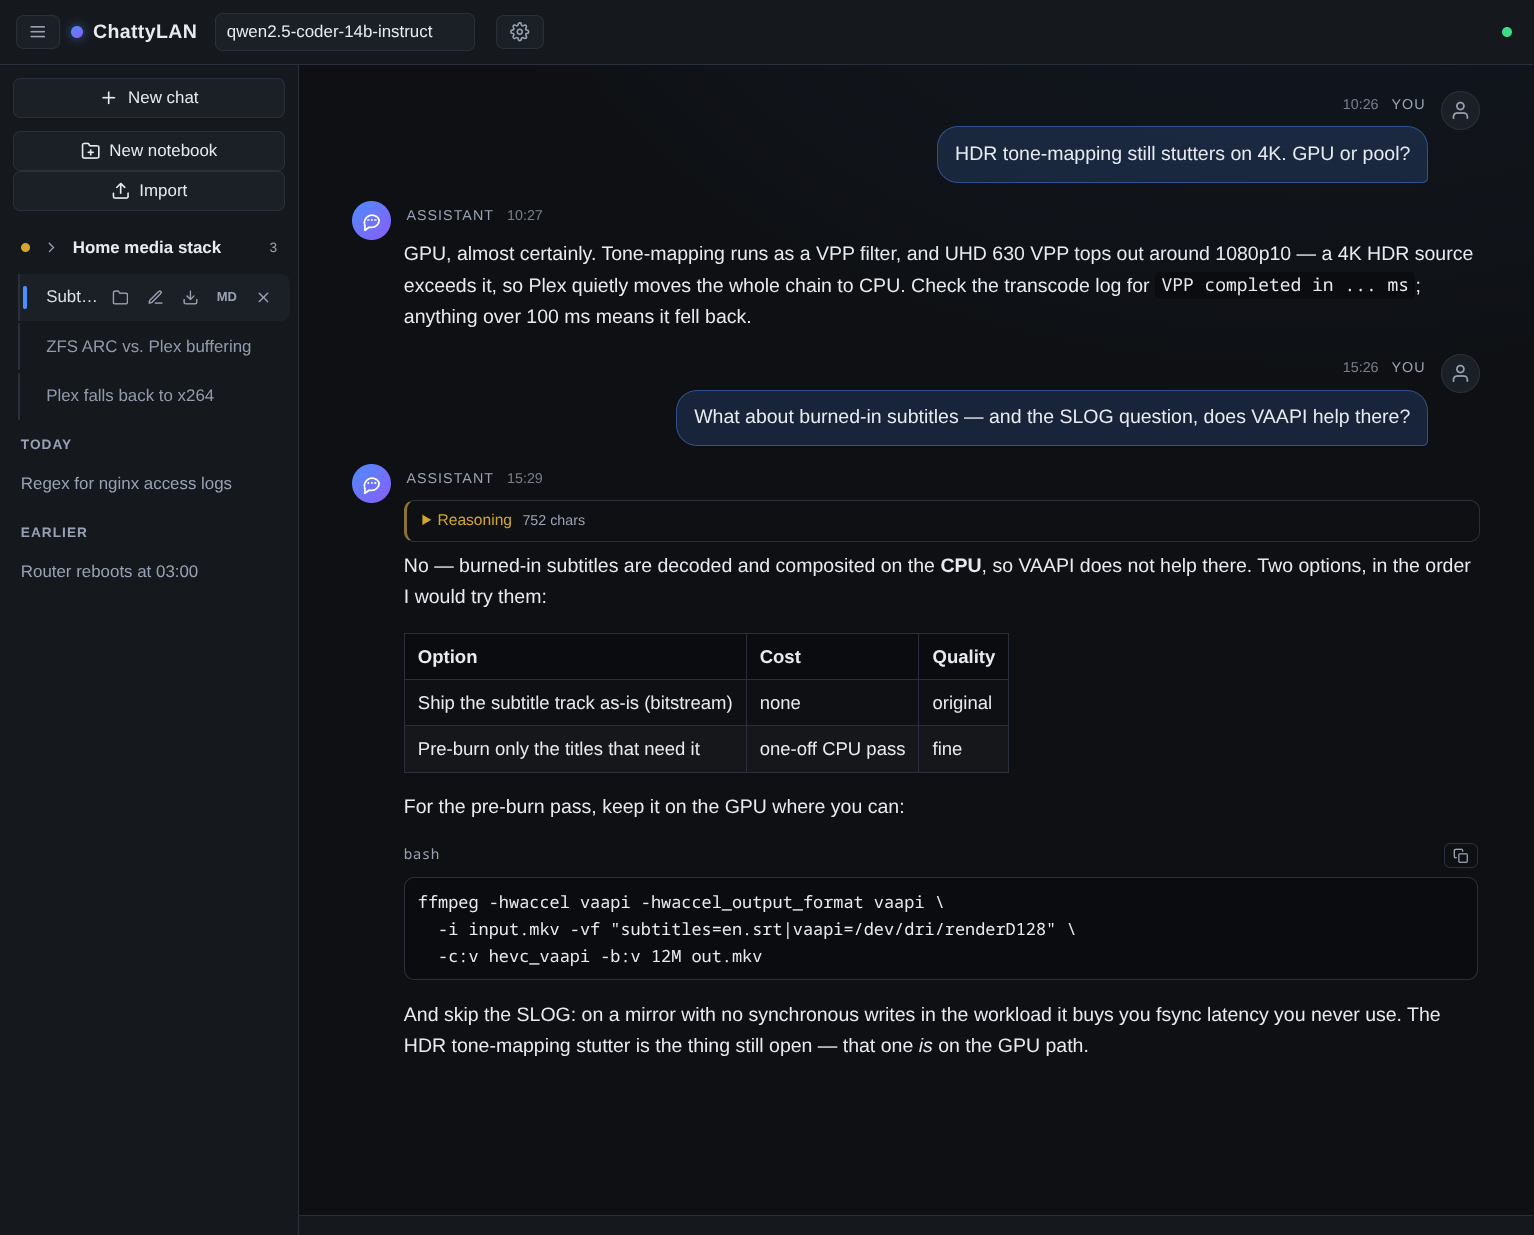 ChattyLAN
qwen2.5-coder-14b-instruct
New chat
New notebook
Import
Home media stack 3
Subt... MD
ZFS ARC vs. Plex buffering
Plex falls back to x264
TODAY
Regex for nginx access logs
EARLIER
Router reboots at 03:00
10:26 YOU
HDR tone-mapping still stutters on 4K. GPU or pool?
ASSISTANT 10:27
GPU, almost certainly. Tone-mapping runs as a VPP filter, and UHD 630 VPP tops out around 1080p10 — a 4K HDR source
exceeds it, so Plex quietly moves the whole chain to CPU. Check the transcode log for VPP completed in ... ms;
anything over 100 ms means it fell back.
15:26 YOU
What about burned-in subtitles — and the SLOG question, does VAAPI help there?
ASSISTANT 15:29
Reasoning 752 chars
No — burned-in subtitles are decoded and composited on the CPU, so VAAPI does not help there. Two options, in the order
I would try them:
Option Cost Quality
Ship the subtitle track as-is (bitstream) none original
Pre-burn only the titles that need it one-off CPU pass fine
For the pre-burn pass, keep it on the GPU where you can:
bash
ffmpeg -hwaccel vaapi -hwaccel_output_format vaapi \
-i input.mkv -vf "subtitles=en.srt|vaapi=/dev/dri/renderD128" \
-c:v hevc_vaapi -b:v 12M out.mkv
And skip the SLOG: on a mirror with no synchronous writes in the workload it buys you fsync latency you never use. The
HDR tone-mapping stutter is the thing still open — that one is on the GPU path.